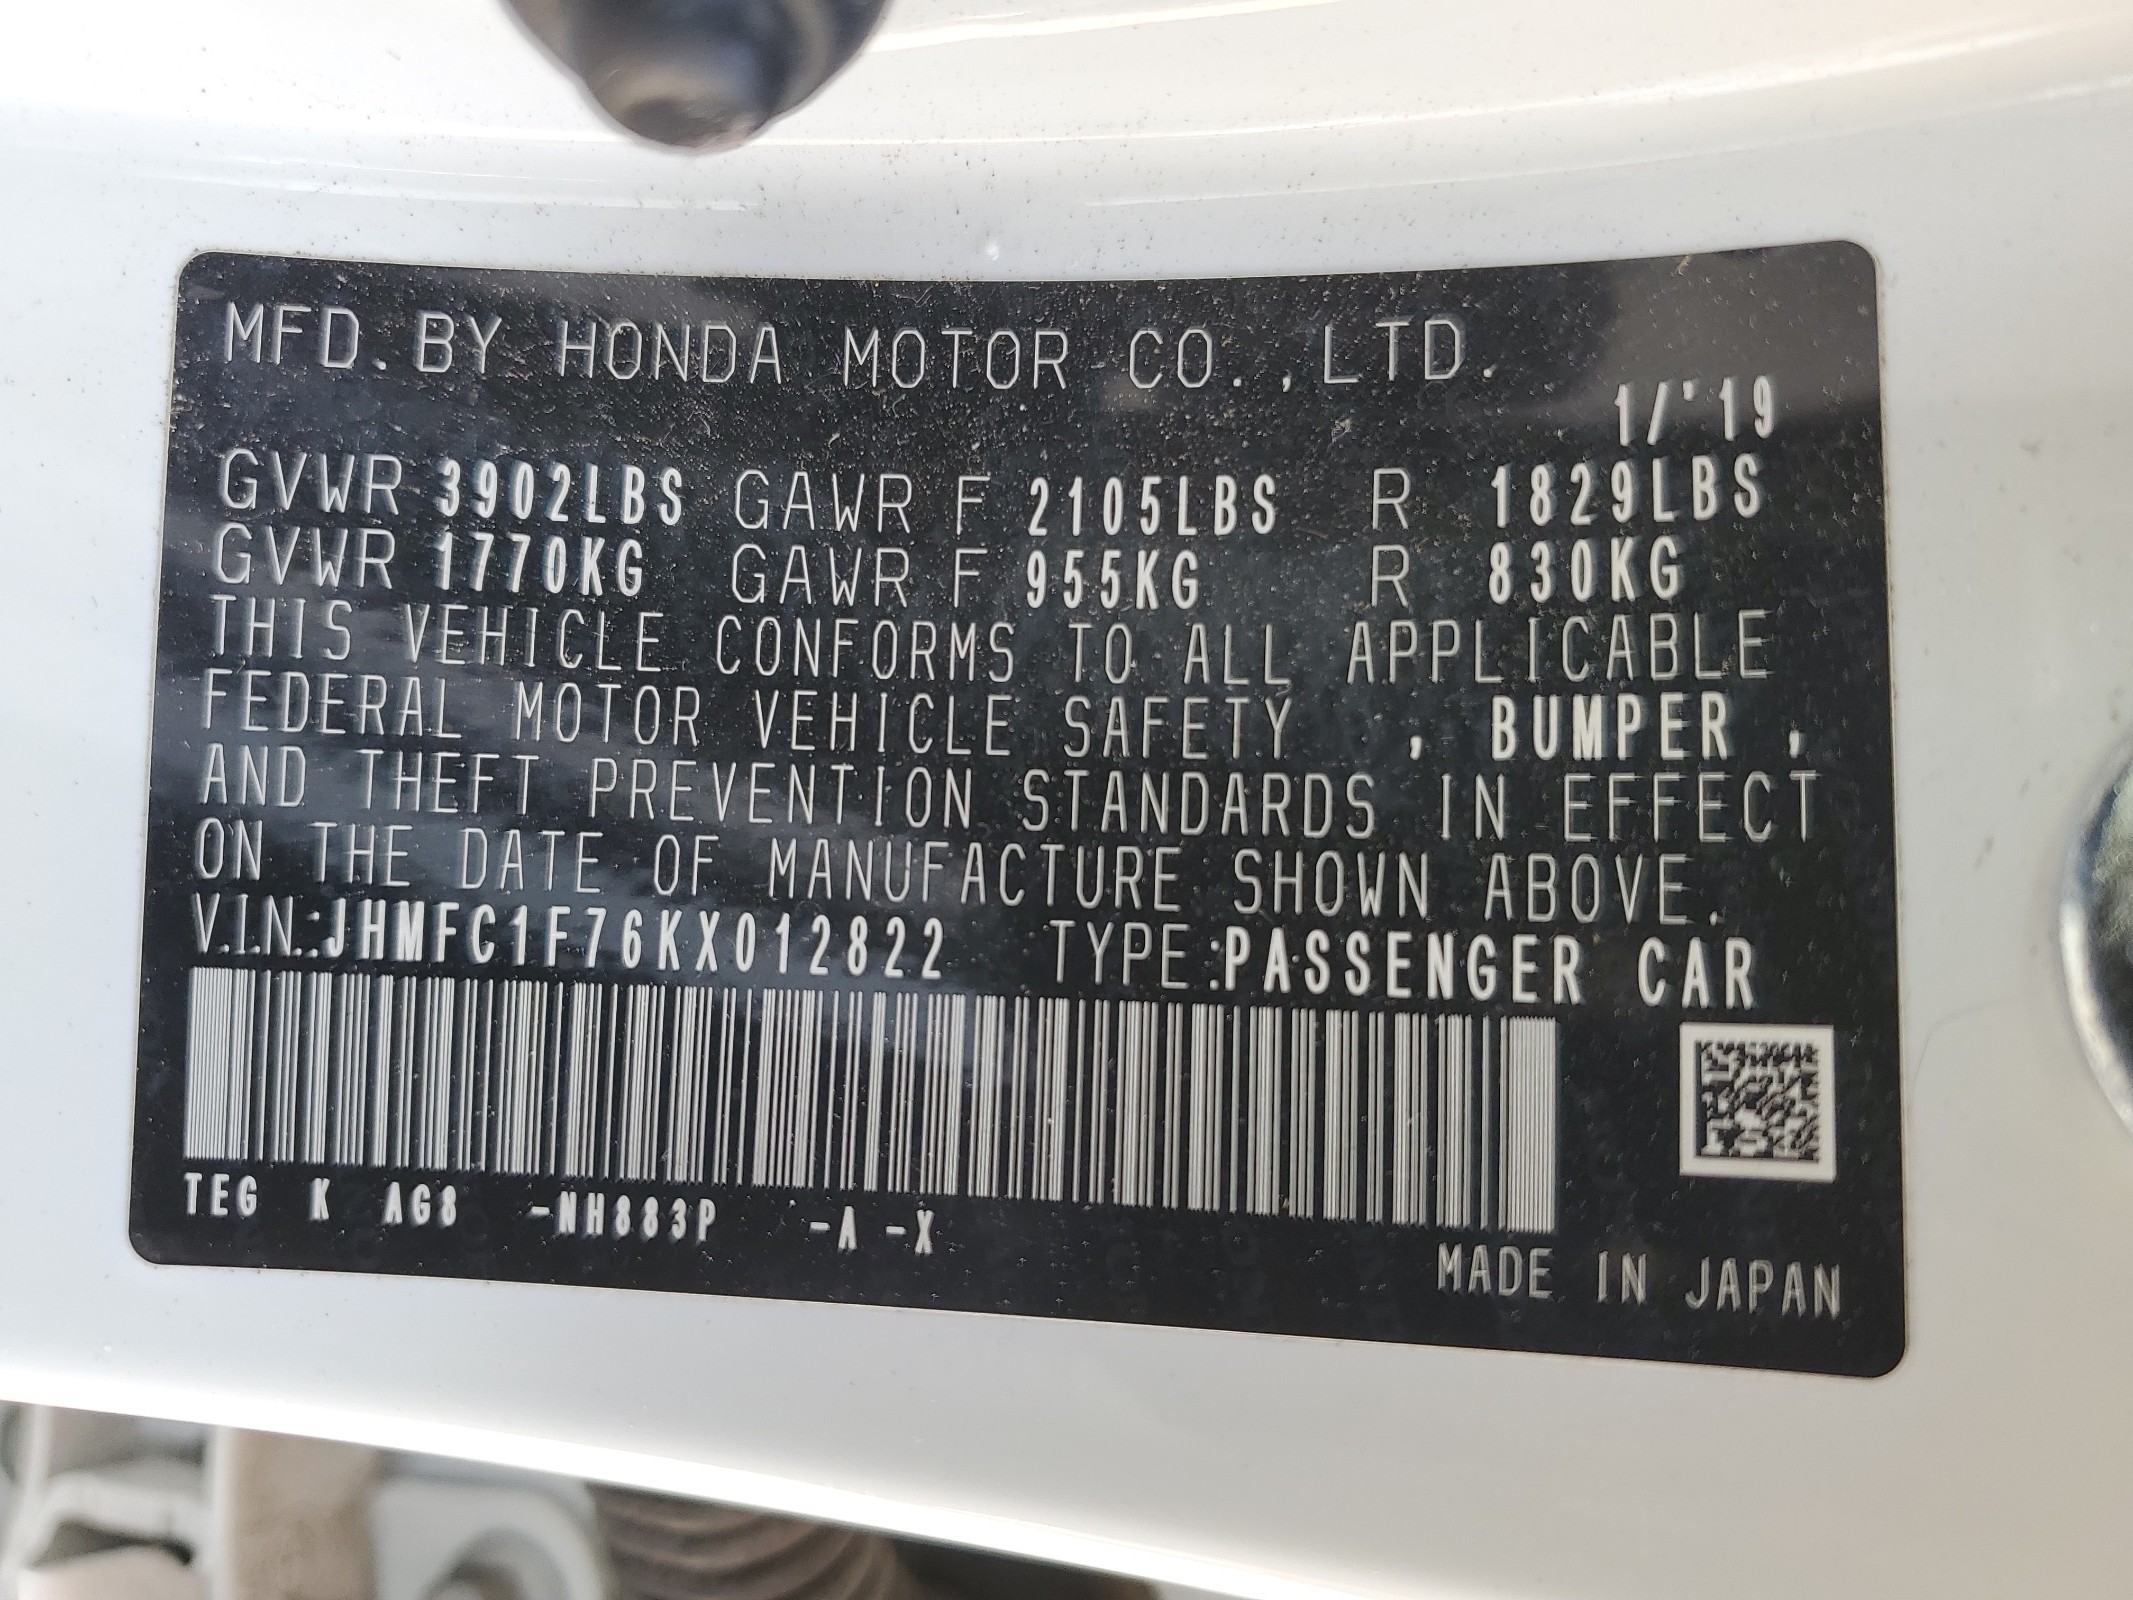 MFD. BY HONDA MOTOR CO., LTD.
1/'19
GVWR 3902LBS GAWR F 2105LBS R 1829LBS
GVWR 1770KG GAWR F 955KG R 830KG
THIS VEHICLE CONFORMS TO ALL APPLICABLE
FEDERAL MOTOR VEHICLE SAFETY , BUMPER ,
AND THEFT PREVENTION STANDARDS IN EFFECT
ON THE DATE OF MANUFACTURE SHOWN ABOVE.
V.I.N.:JHMFC1F76KX012822 TYPE:PASSENGER CAR
TEG K AG8 -NH883P -A -X
MADE IN JAPAN